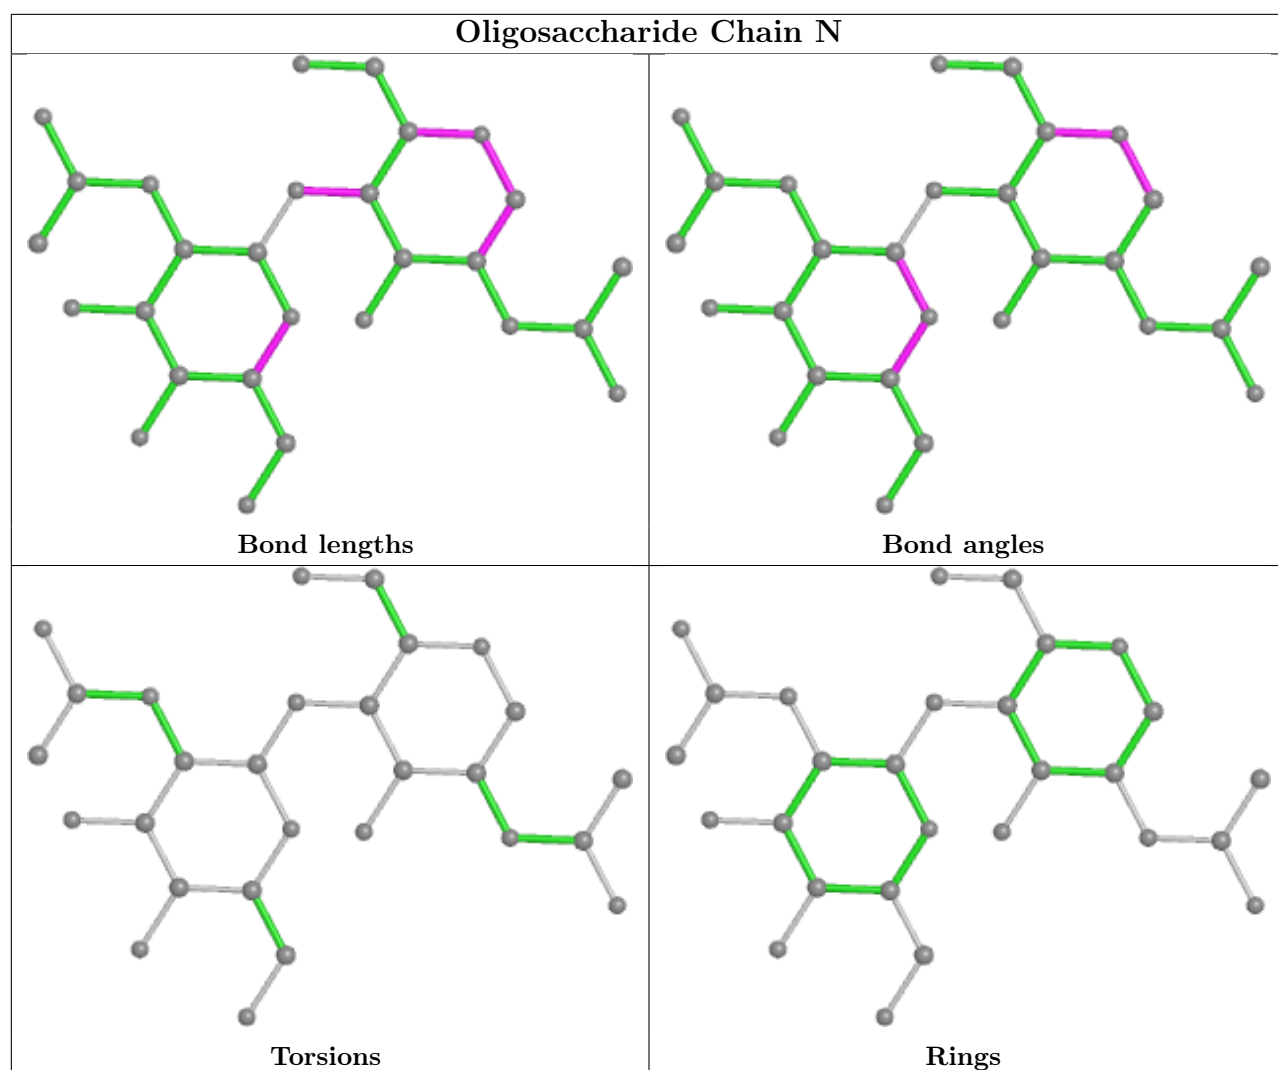 Oligosaccharide Chain N
Bond lengths
Bond angles
Torsions
Rings